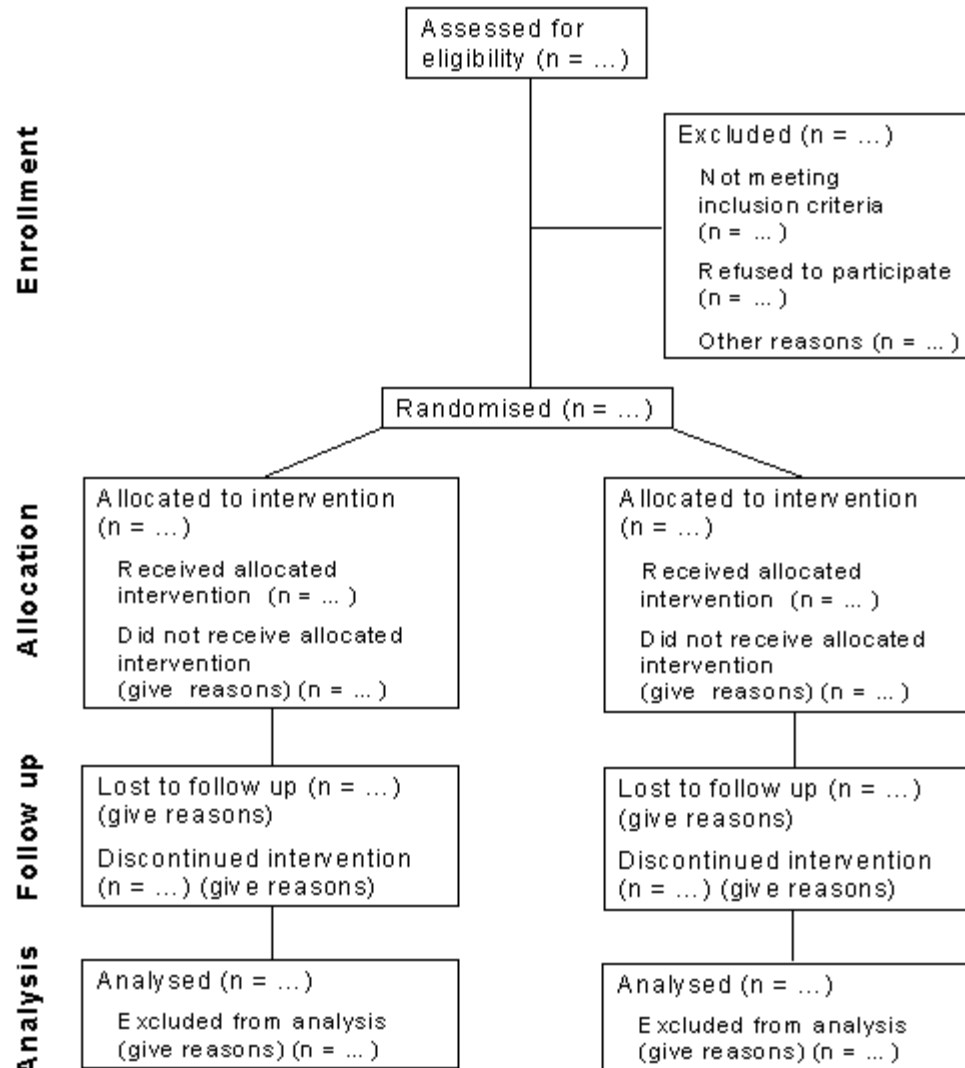 Assessed for
eligibility (n = ...)
Enrollment
Excluded (n = ...)
Not meeting
inclusion criteria
(n = ... )
Refused to participate
(n = ... )
Other reasons (n = ... )
Randomised (n = ...)
Allocation
Allocated to intervention
(n = ...)
Received allocated
intervention (n = ... )
Did not receive allocated
intervention
(give reasons) (n = ... )
Allocated to intervention
(n = ...)
Received allocated
intervention (n = ... )
Did not receive allocated
intervention
(give reasons) (n = ... )
Follow up
Lost to follow up (n = ...)
(give reasons)
Discontinued intervention
(n = ...) (give reasons)
Lost to follow up (n = ...)
(give reasons)
Discontinued intervention
(n = ...) (give reasons)
Analysis
Analysed (n = ...)
Excluded from analysis
(give reasons) (n = ... )
Analysed (n = ...)
Excluded from analysis
(give reasons) (n = ... )